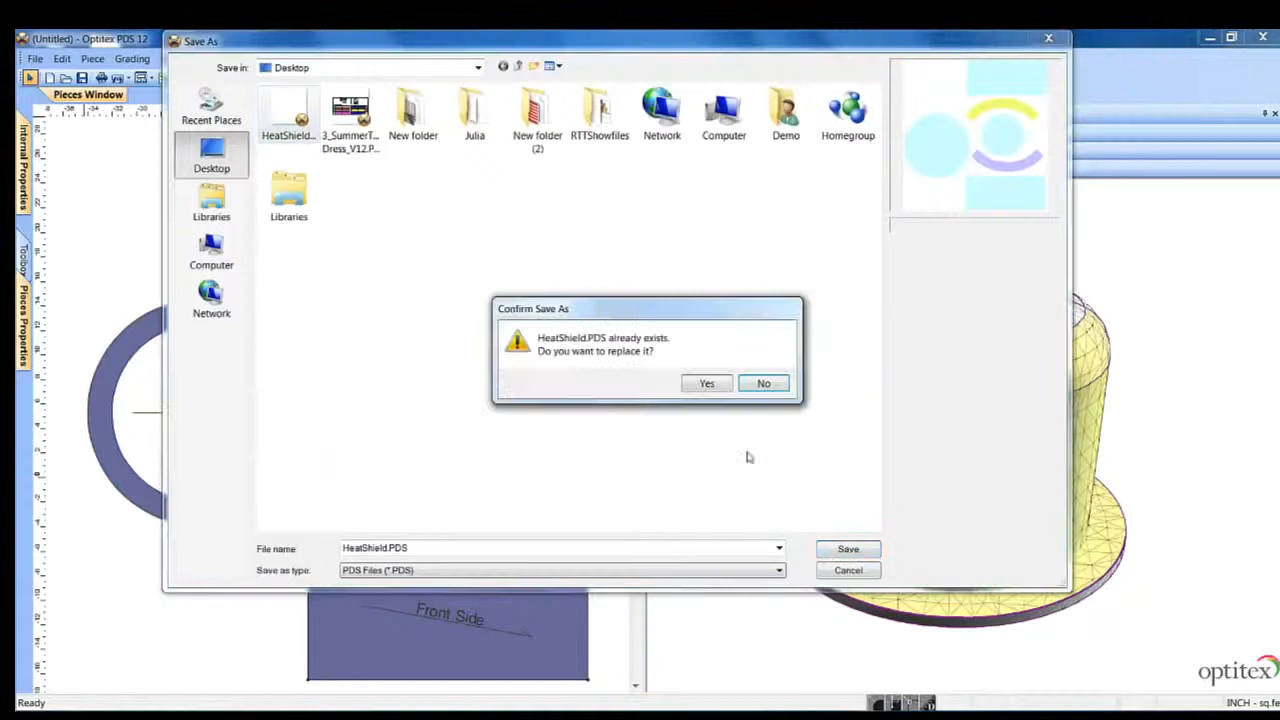 (Untitled) - Optitex PDS 12
File Edit Piece Grading
Pieces Window
Save As
Save in:
Desktop
Recent Places
Desktop
Libraries
Computer
Network
HeatShield...
3_SummerT...
Dress_V12.P...
New folder
Julia
New folder
(2)
RTTShowfiles
Network
Computer
Demo
Homegroup
Libraries
Confirm Save As
HeatShield.PDS already exists.
Do you want to replace it?
Yes
No
File name
HeatShield.PDS
Save
Save as type:
PDS Files (*.PDS)
Cancel
Internal Properties
Toolbox
Pieces Properties
Front Side
optitex
Ready
INCH - sq.fe